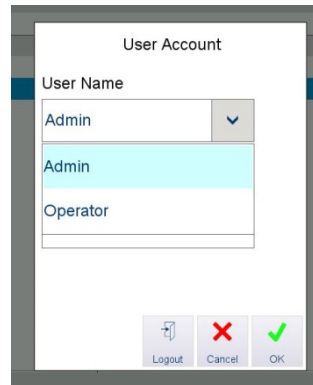 User Account
User Name
Admin
Admin
Operator
Logout Cancel OK